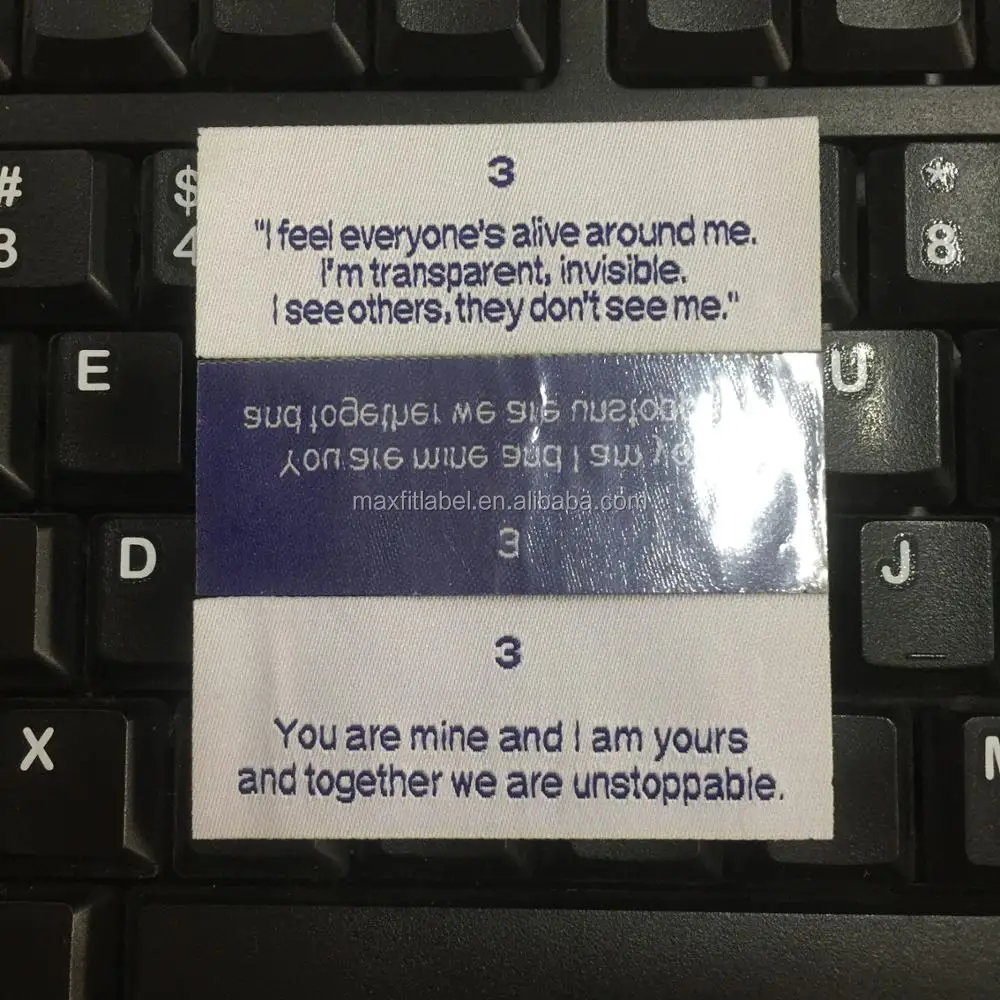 #
3
$
4
*
8
3
"I feel everyone's alive around me.
I'm transparent, invisible.
I see others, they don't see me."
E
U
and together we are
You are mine and I am
maxfitlabel.en.alibaba.com
3
D
J
3
You are mine and I am yours
and together we are unstoppable.
X